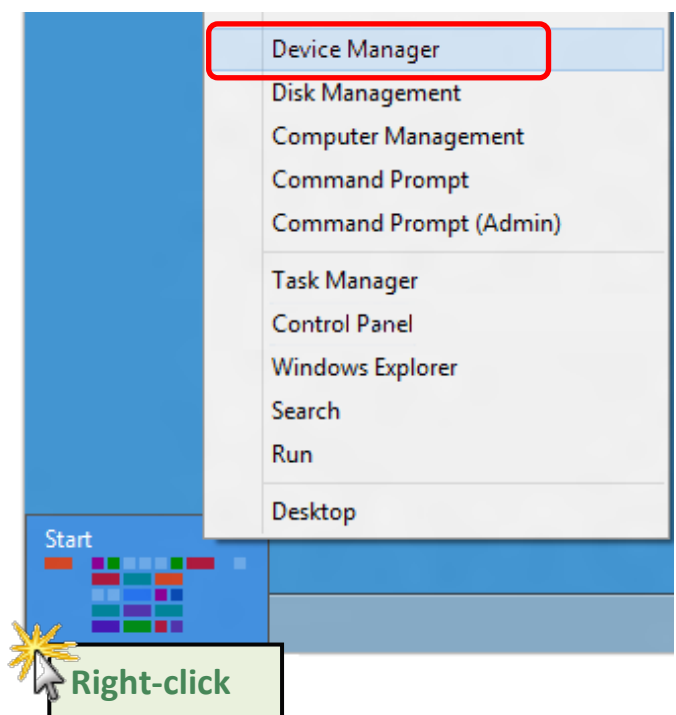 Device Manager
Disk Management
Computer Management
Command Prompt
Command Prompt (Admin)
Task Manager
Control Panel
Windows Explorer
Search
Run
Desktop
Start
Right-click